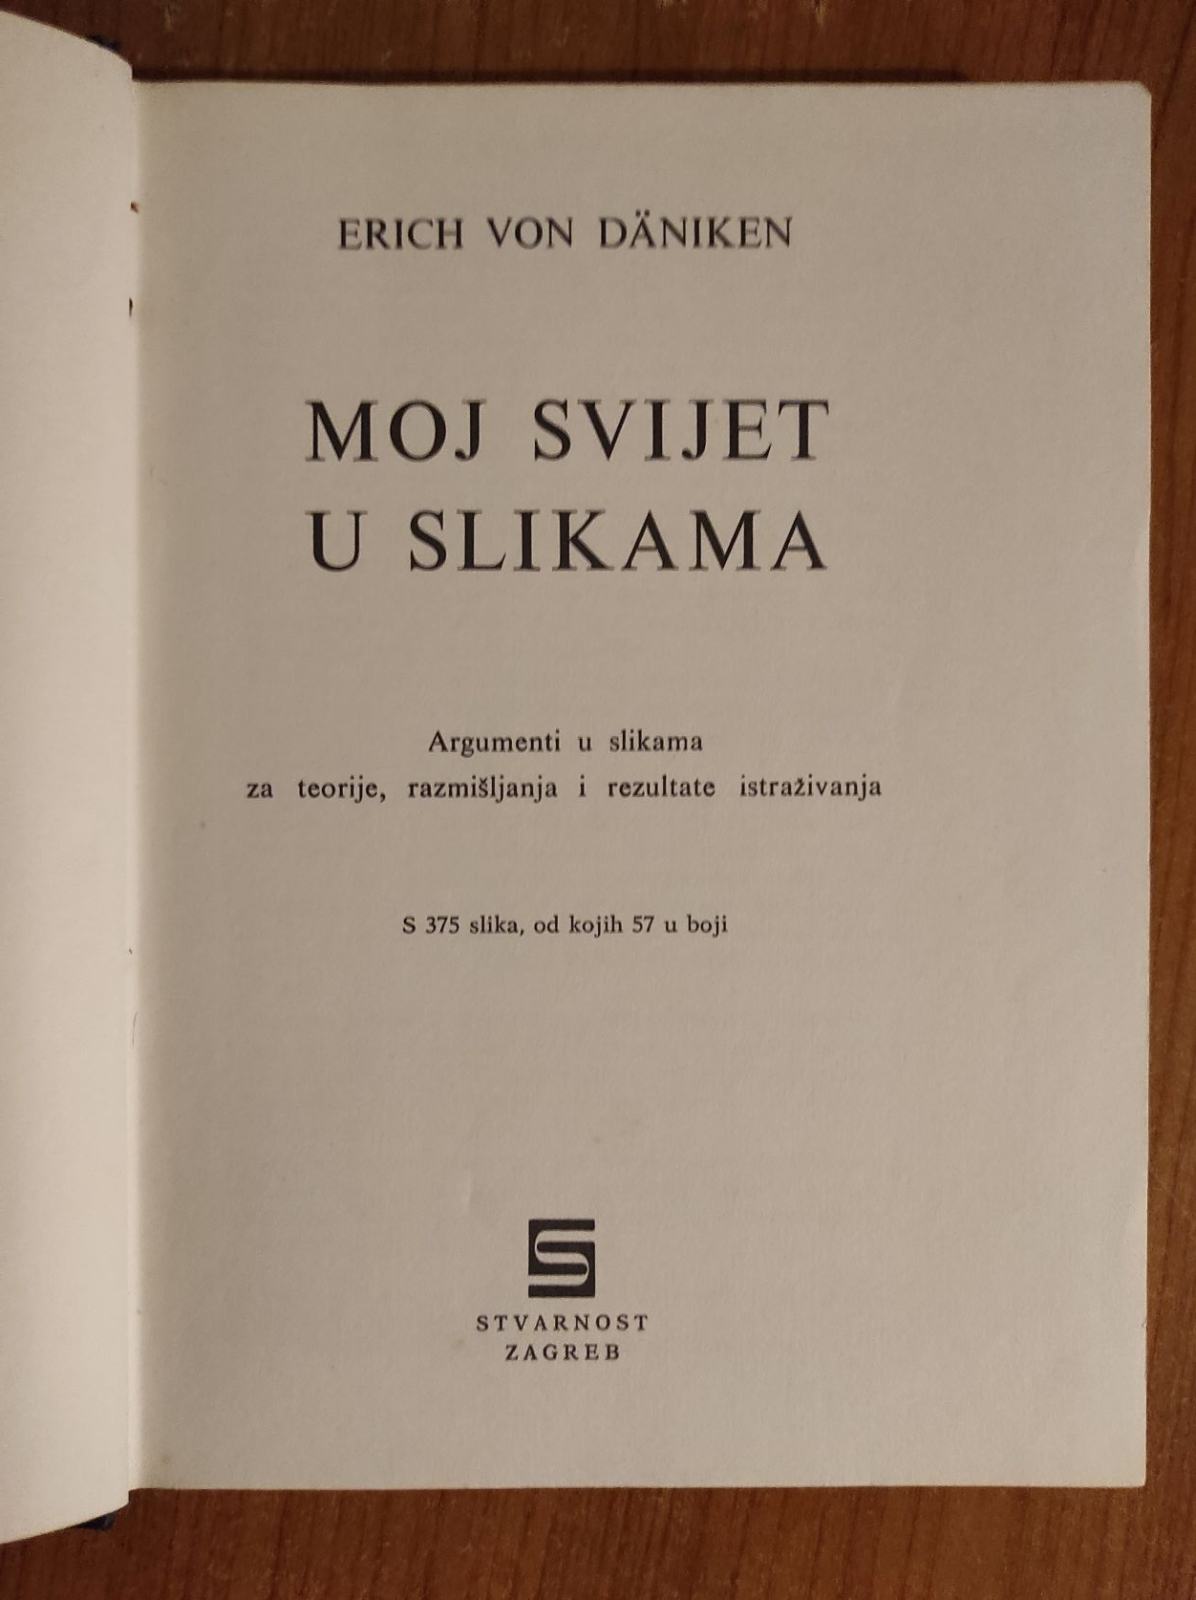 ERICH VON DÄNIKEN
MOJ SVIJET
U SLIKAMA
Argumenti u slikama
za teorije, razmišljanja i rezultate istraživanja
S 375 slika, od kojih 57 u boji
S
STVARNOST
ZAGREB